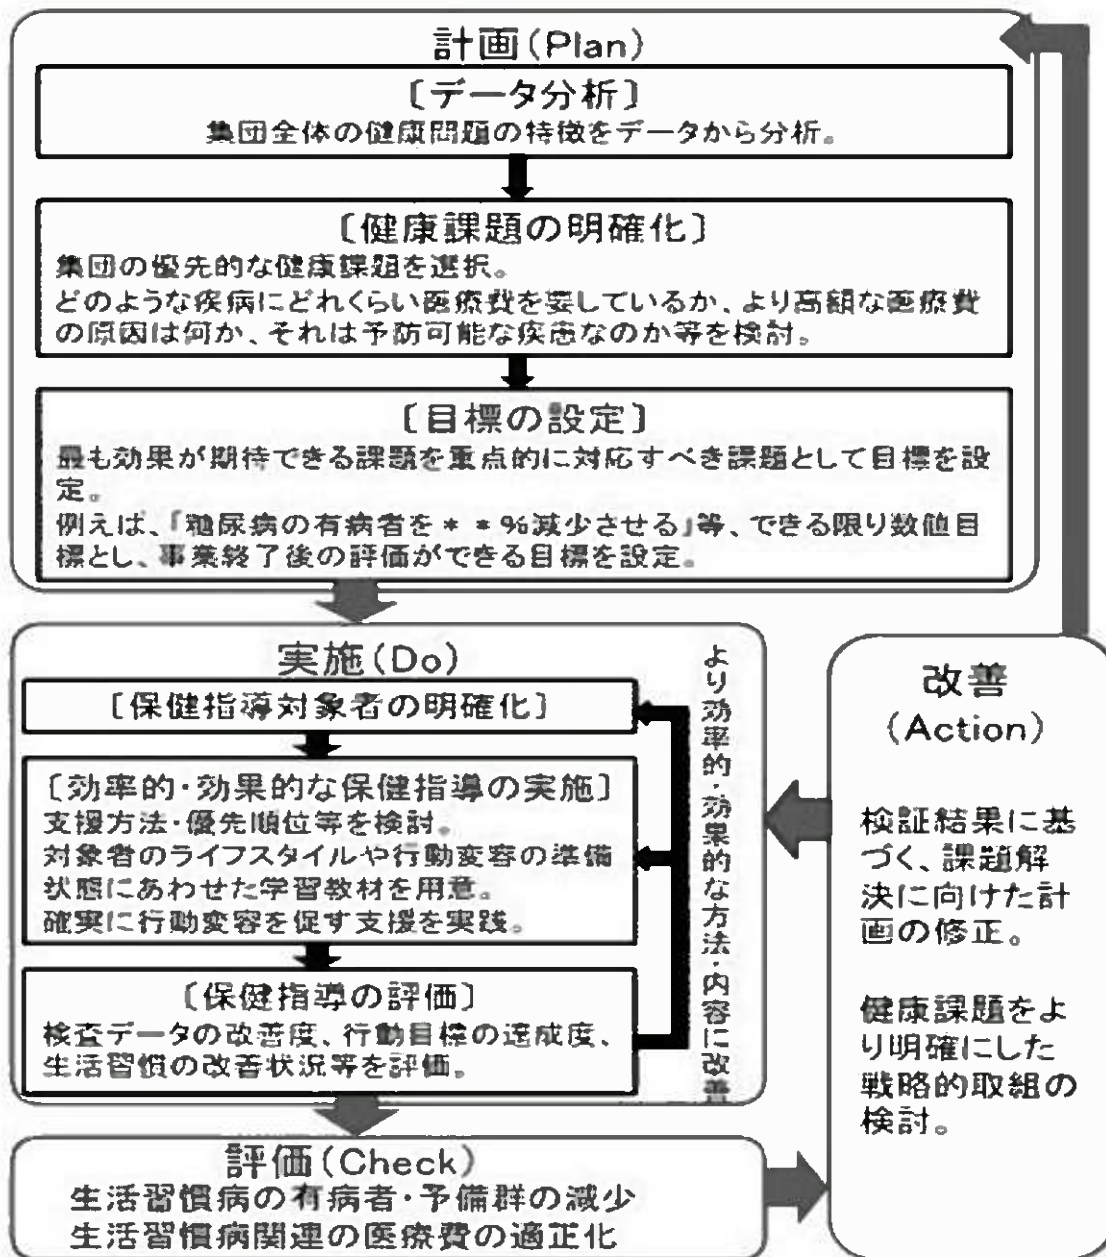 計画(Plan)
〔データ分析〕
集団全体の健康問題の特徴をデータから分析。
〔健康課題の明確化〕
集団の優先的な健康課題を選択。
どのような疾病にどれくらい医療費を要しているか、より高額な医療費
の原因は何か、それは予防可能な疾患なのか等を検討。
〔目標の設定〕
最も効果が期待できる課題を重点的に対応すべき課題として目標を設
定。
例えば、「糖尿病の有病者を＊＊%減少させる」等、できる限り数値目
標とし、事業終了後の評価ができる目標を設定。
実施(Do)
〔保健指導対象者の明確化〕
〔効率的・効果的な保健指導の実施〕
支援方法・優先順位等を検討。
対象者のライフスタイルや行動変容の準備
状態にあわせた学習教材を用意。
確実に行動変容を促す支援を実践。
〔保健指導の評価〕
検査データの改善度、行動目標の達成度、
生活習慣の改善状況等を評価。
より効率的・効果的な方法・内容に改善
評価(Check)
生活習慣病の有病者・予備群の減少
生活習慣病関連の医療費の適正化
改善
(Action)
検証結果に基
づく、課題解
決に向けた計
画の修正。
健康課題をよ
り明確にした
戦略的取組の
検討。